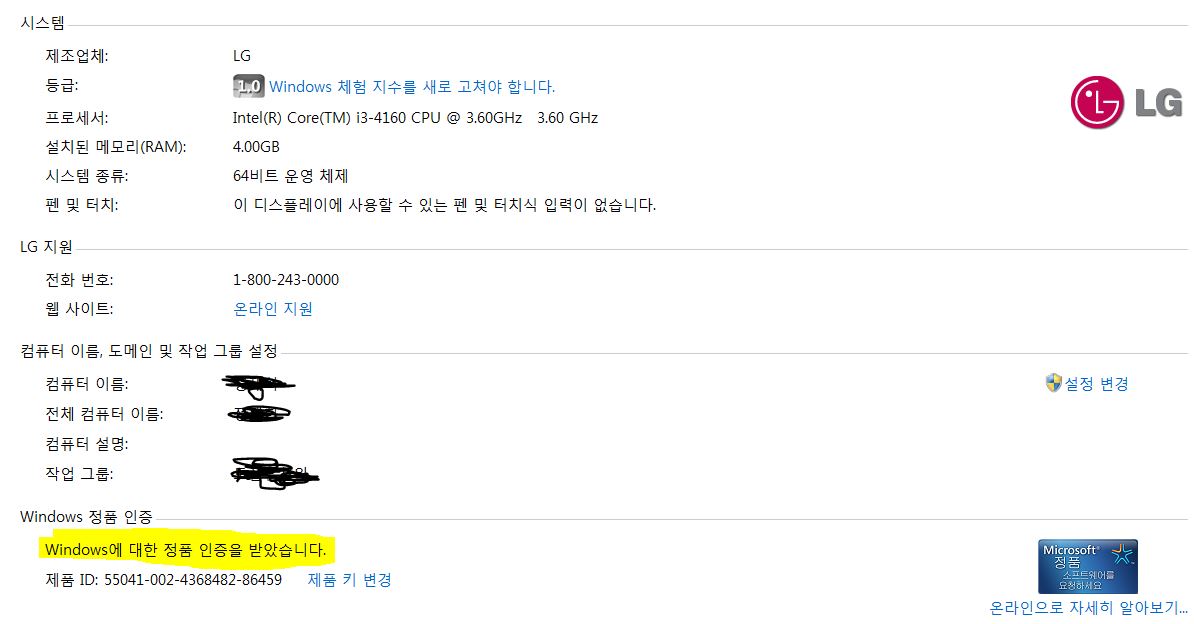 시스템
제조업체: LG
등급: 1,0 Windows 체험 지수를 새로 고쳐야 합니다.
프로세서: Intel(R) Core(TM) i3-4160 CPU @ 3.60GHz 3.60 GHz
설치된 메모리(RAM): 4.00GB
시스템 종류: 64비트 운영 체제
펜 및 터치: 이 디스플레이에 사용할 수 있는 펜 및 터치식 입력이 없습니다.
LG
LG 지원
전화 번호: 1-800-243-0000
웹 사이트: 온라인 지원
컴퓨터 이름, 도메인 및 작업 그룹 설정
컴퓨터 이름: 설정 변경
전체 컴퓨터 이름:
컴퓨터 설명:
작업 그룹:
Windows 정품 인증
Windows에 대한 정품 인증을 받았습니다.
제품 ID: 55041-002-4368482-86459 제품 키 변경
Microsoft®
정품
소프트웨어를
요청하세요
온라인으로 자세히 알아보기...